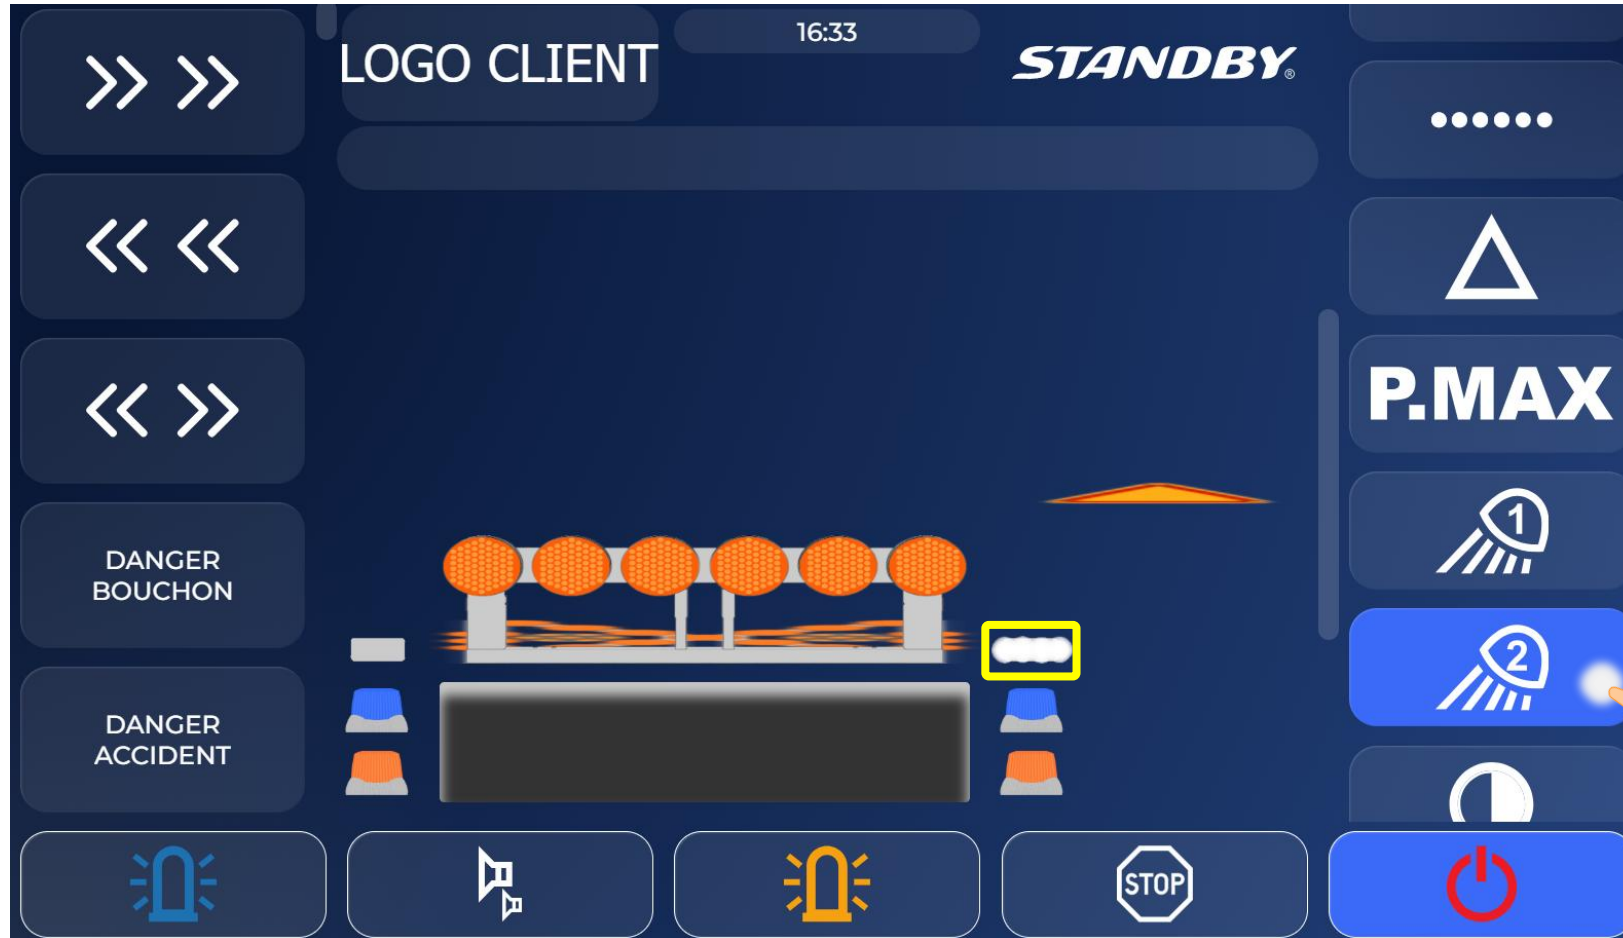 16:33
LOGO CLIENT
STANDBY®
DANGER
BOUCHON
DANGER
ACCIDENT
P.MAX
1
2
STOP